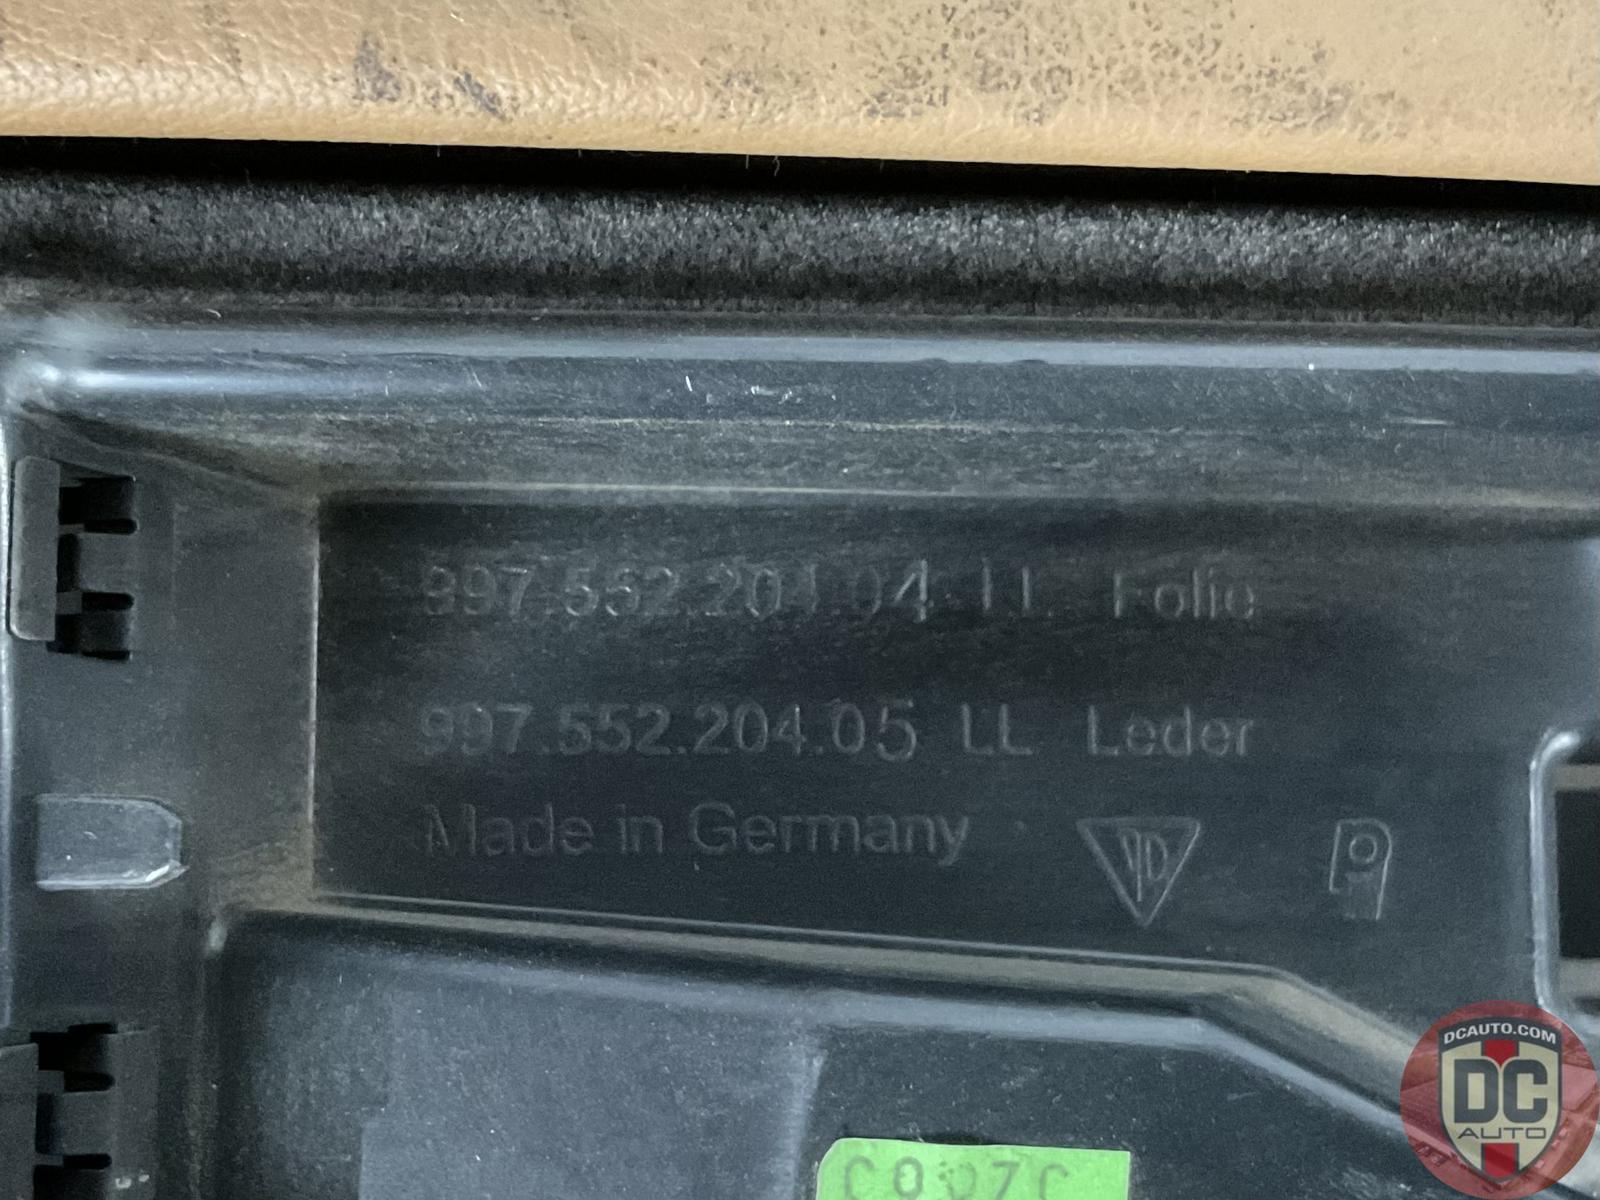 997.552.204.04 LL Folie
997.552.204.05 LL Leder
Made in Germany
DCAUTO.COM
DC
AUTO